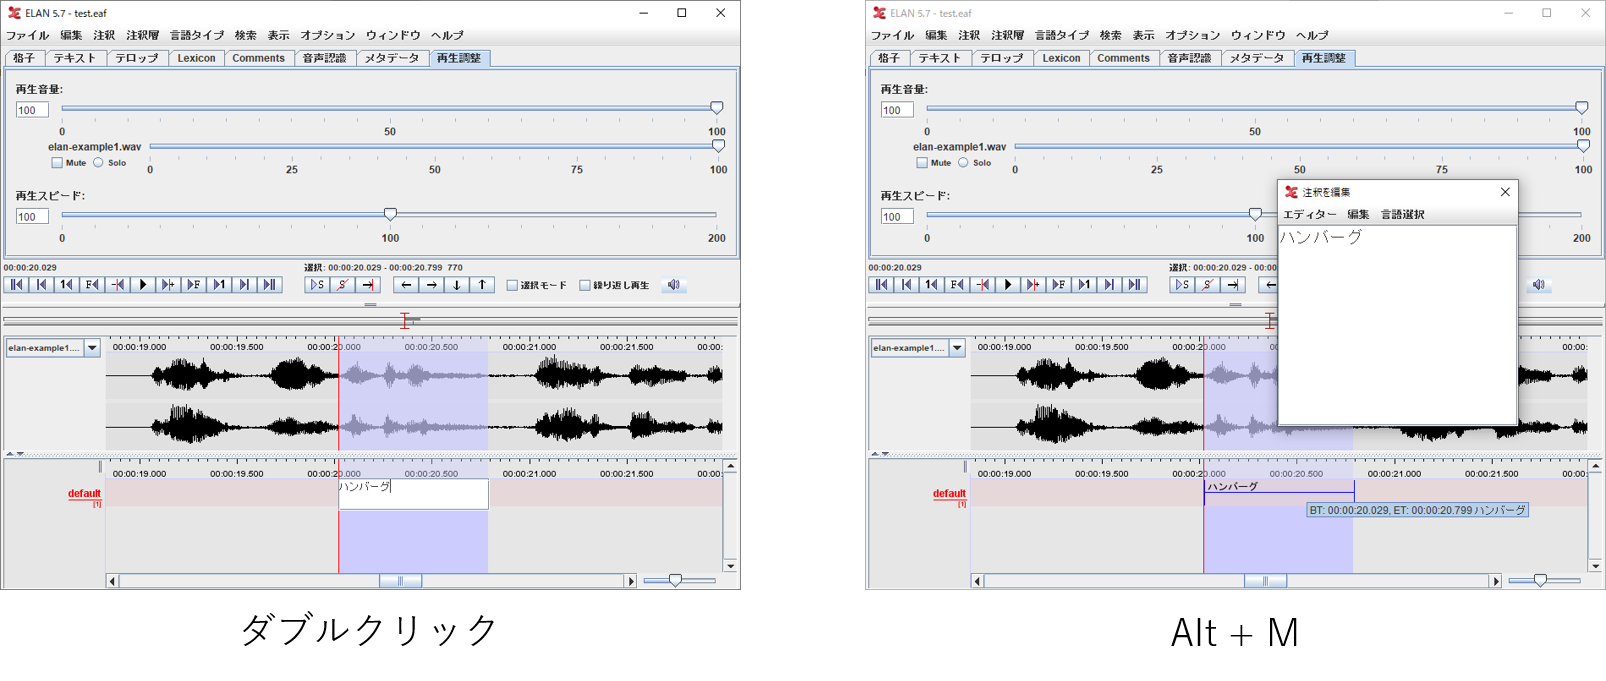 ELAN 5.7 - test.eaf
ファイル 編集 注釈 注釈層 言語タイプ 検索 表示 オプション ウィンドウ ヘルプ
格子 テキスト テロップ Lexicon Comments 音声認識 メタデータ 再生調整
再生音量:
100
0 50 100
elan-example1.wav
Mute Solo
0 25 50 75 100
再生スピード:
100
0 100 200
00:00:20.029
選択: 00:00:20.029 - 00:00:20.799 770
1 F + F 1
S S 選択モード 繰り返し再生
elan-example1....
00:00:19.000 00:00:19.500 00:00:20.000 00:00:20.500 00:00:21.000 00:00:21.500 00:00:
00:00:19.000 00:00:19.500 00:00:20.000 00:00:20.500 00:00:21.000 00:00:21.500 00:00:
ハンバーグ
default
[1]
ダブルクリック
ELAN 5.7 - test.eaf
ファイル 編集 注釈 注釈層 言語タイプ 検索 表示 オプション ウィンドウ ヘルプ
格子 テキスト テロップ Lexicon Comments 音声認識 メタデータ 再生調整
再生音量:
100
0 50 100
elan-example1.wav
Mute Solo
0 25 50 75 100
再生スピード:
100
0 100 200
注釈を編集
エディター 編集 言語選択
ハンバーグ
00:00:20.029
選択: 00:00:20.029 - 00:00
1 F + F 1
S S
elan-example1....
00:00:19.000 00:00:19.500 00:00:20.000 00:00:
00:00:19.000 00:00:19.500 00:00:20.000 00:00:20.500 00:00:21.000 00:00:21.500 00:00:
ハンバーグ
default
[1]
BT: 00:00:20.029, ET: 00:00:20.799 ハンバーグ
Alt + M